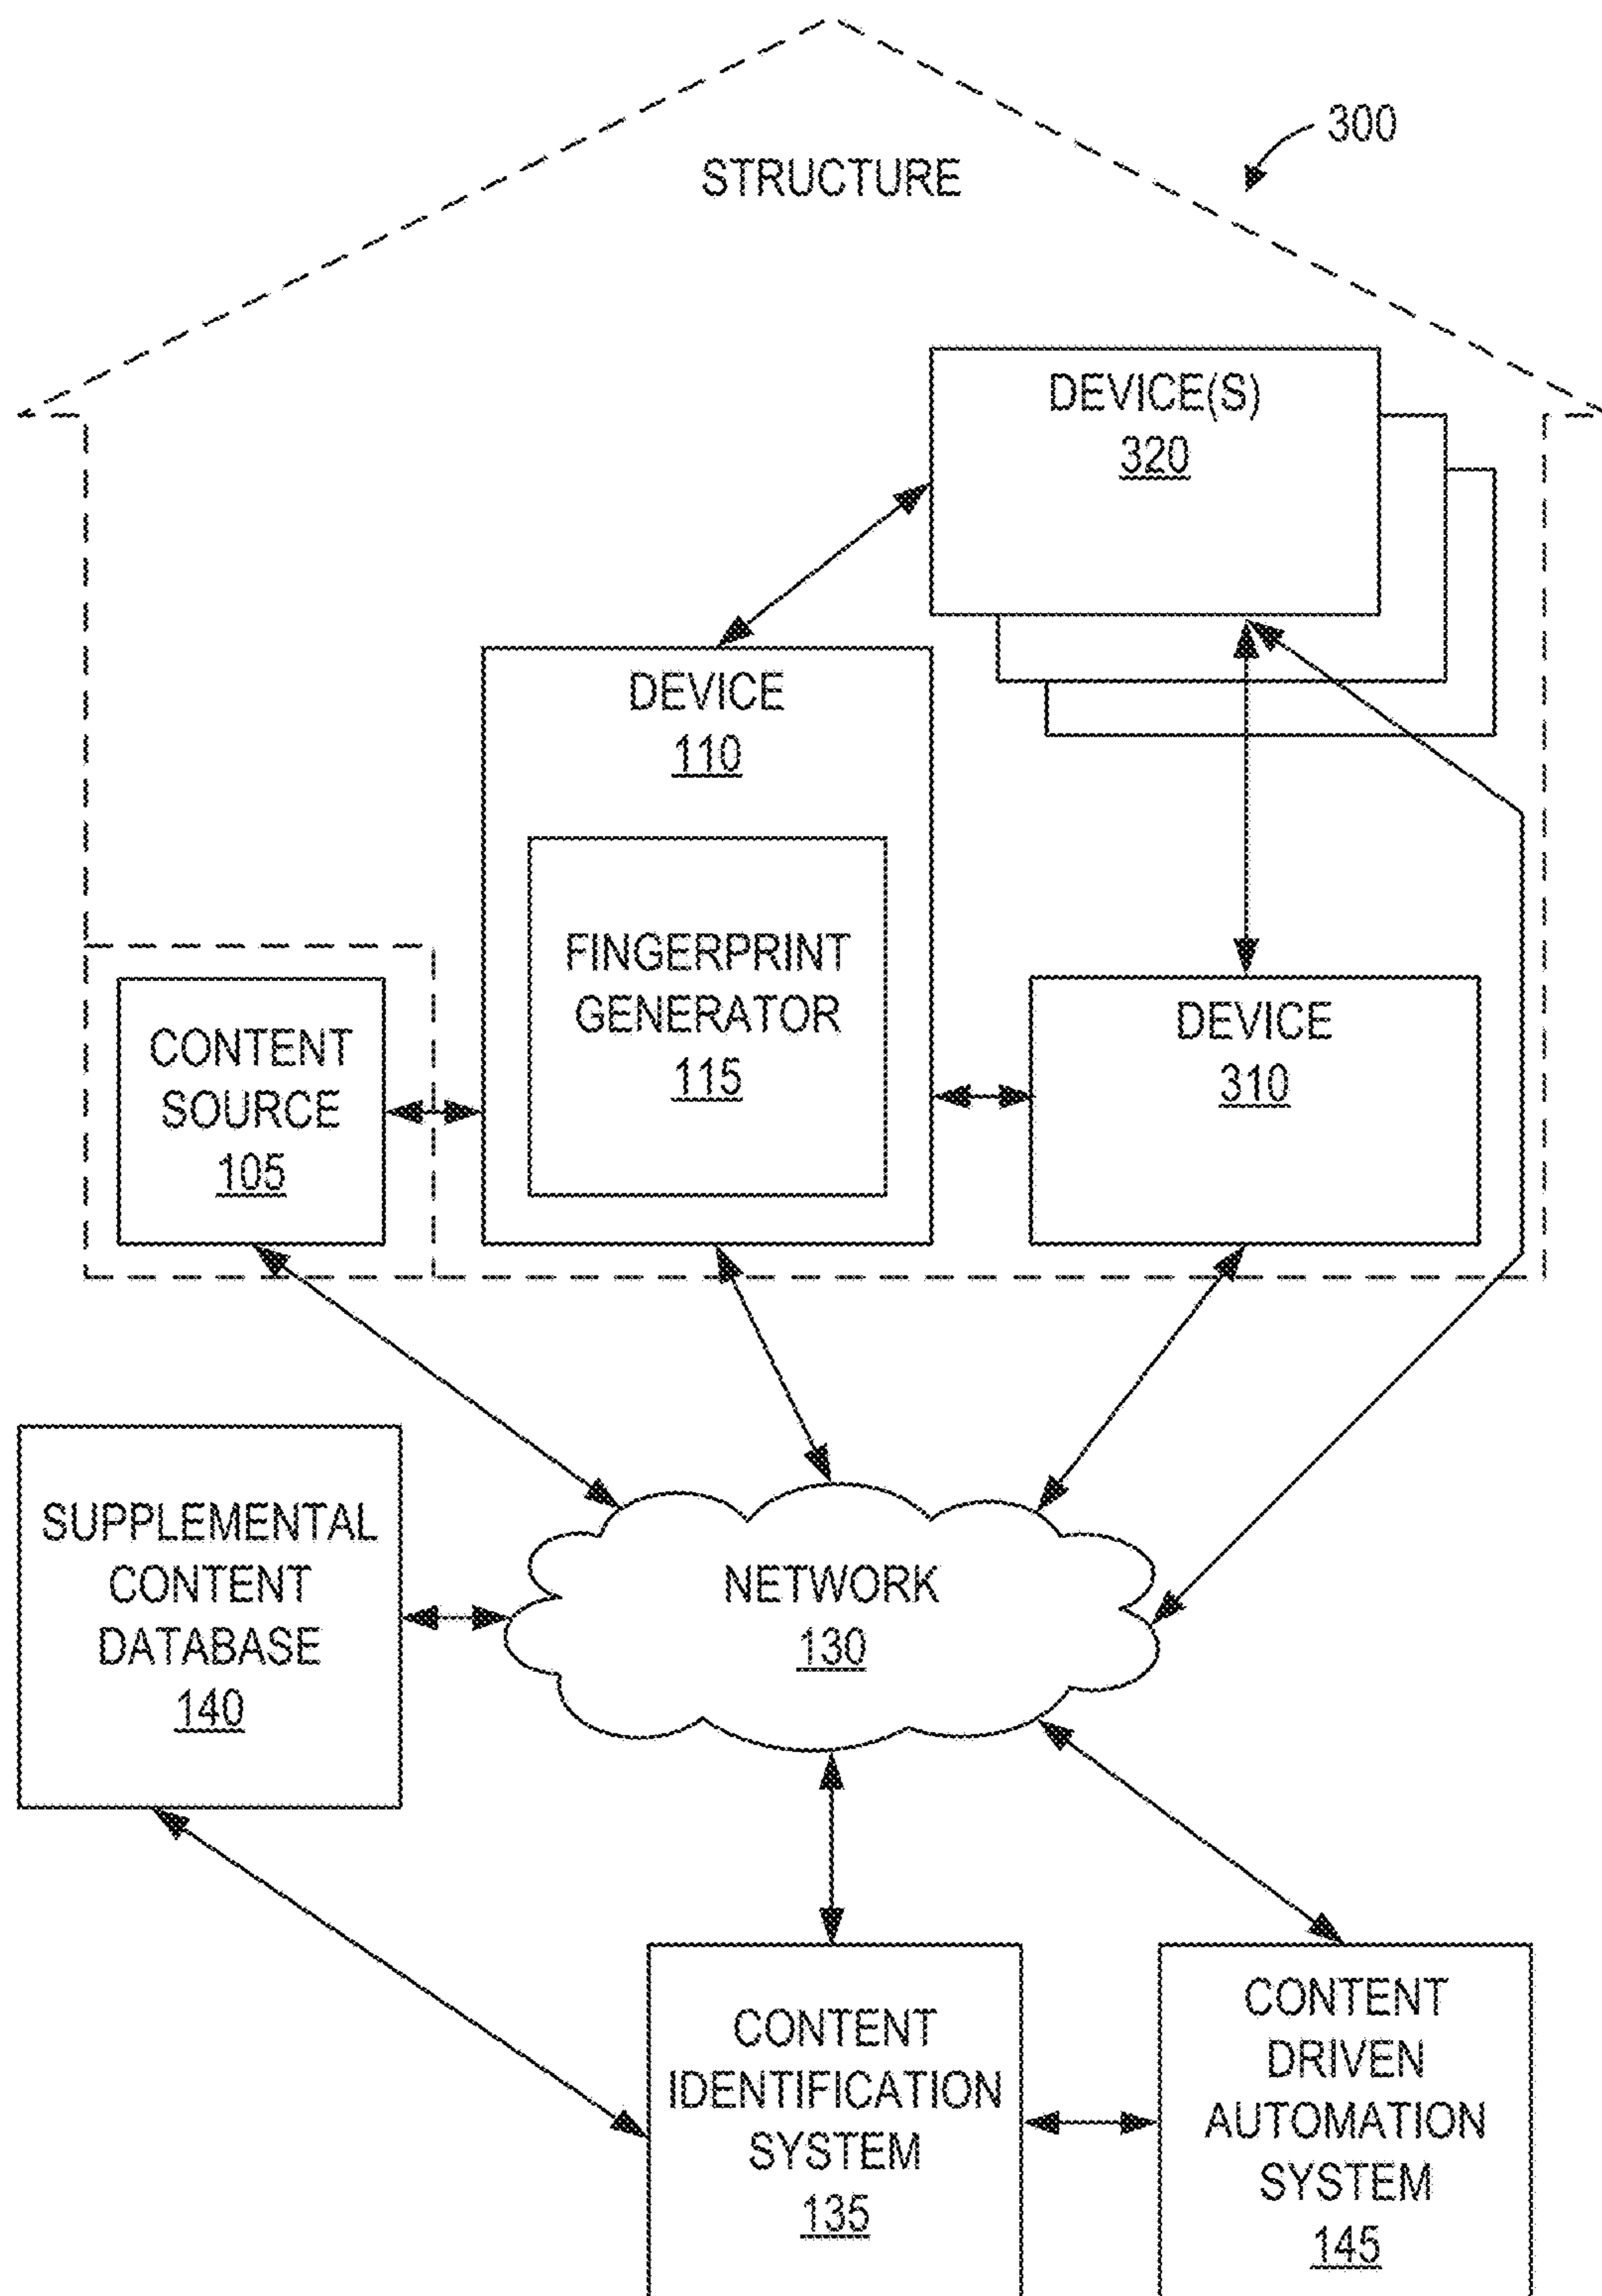 300
STRUCTURE
DEVICE(S)
320
DEVICE
110
FINGERPRINT
GENERATOR
115
CONTENT
SOURCE
105
DEVICE
310
SUPPLEMENTAL
CONTENT
DATABASE
140
NETWORK
130
CONTENT
IDENTIFICATION
SYSTEM
135
CONTENT
DRIVEN
AUTOMATION
SYSTEM
145